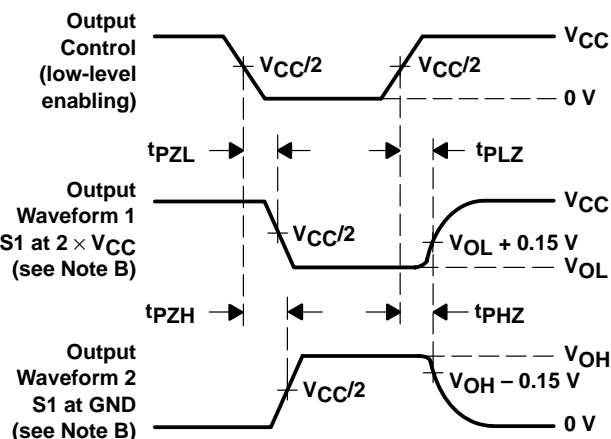 Output
Control
(low-level
enabling)
VCC/2
VCC/2
VCC
0 V
tPZL
tPLZ
Output
Waveform 1
S1 at 2 × VCC
(see Note B)
VCC/2
VCC
VOL + 0.15 V
VOL
tPZH
tPHZ
Output
Waveform 2
S1 at GND
(see Note B)
VCC/2
VOH
VOH – 0.15 V
0 V